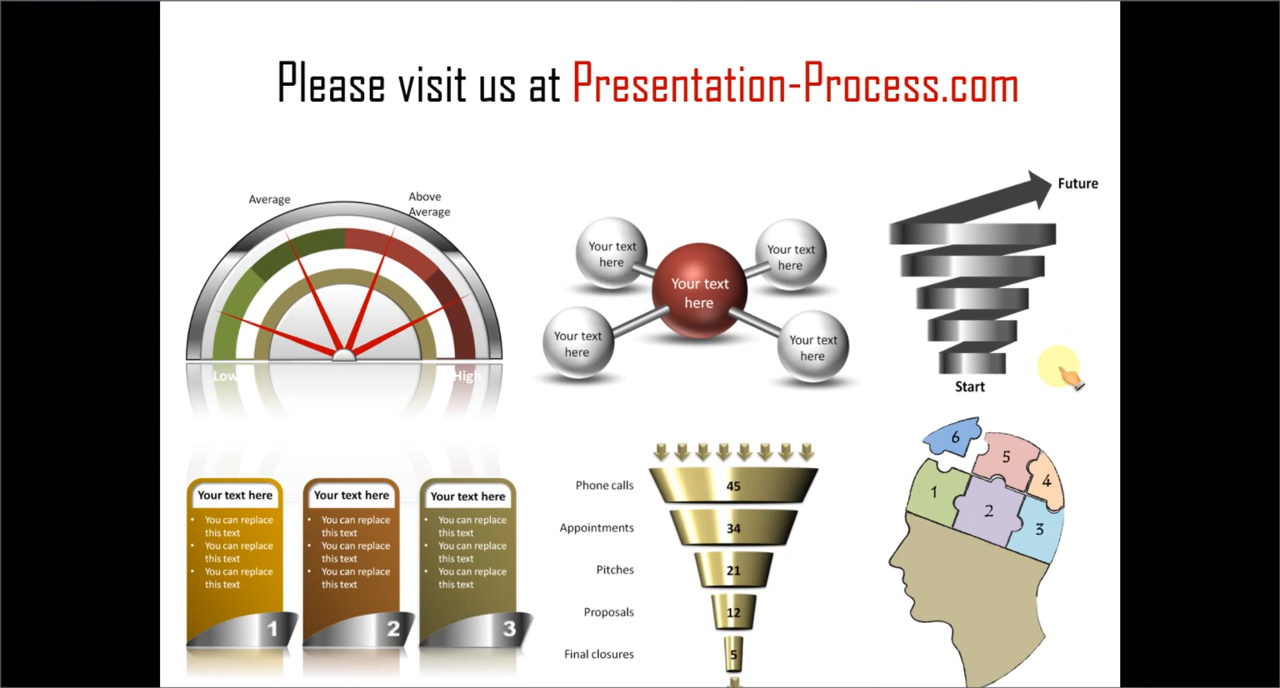 Please visit us at Presentation-Process.com
Average
Above
Average
Low
High
Your text
here
Your text
here
Your text
here
Your text
here
Your text
here
Future
Start
Your text here
You can replace
this text
You can replace
this text
You can replace
this text
1
Your text here
You can replace
this text
You can replace
this text
You can replace
this text
2
Your text here
You can replace
this text
You can replace
this text
You can replace
this text
3
Phone calls 45
Appointments 34
Pitches 21
Proposals 12
Final closures 5
6
5
4
1
2
3